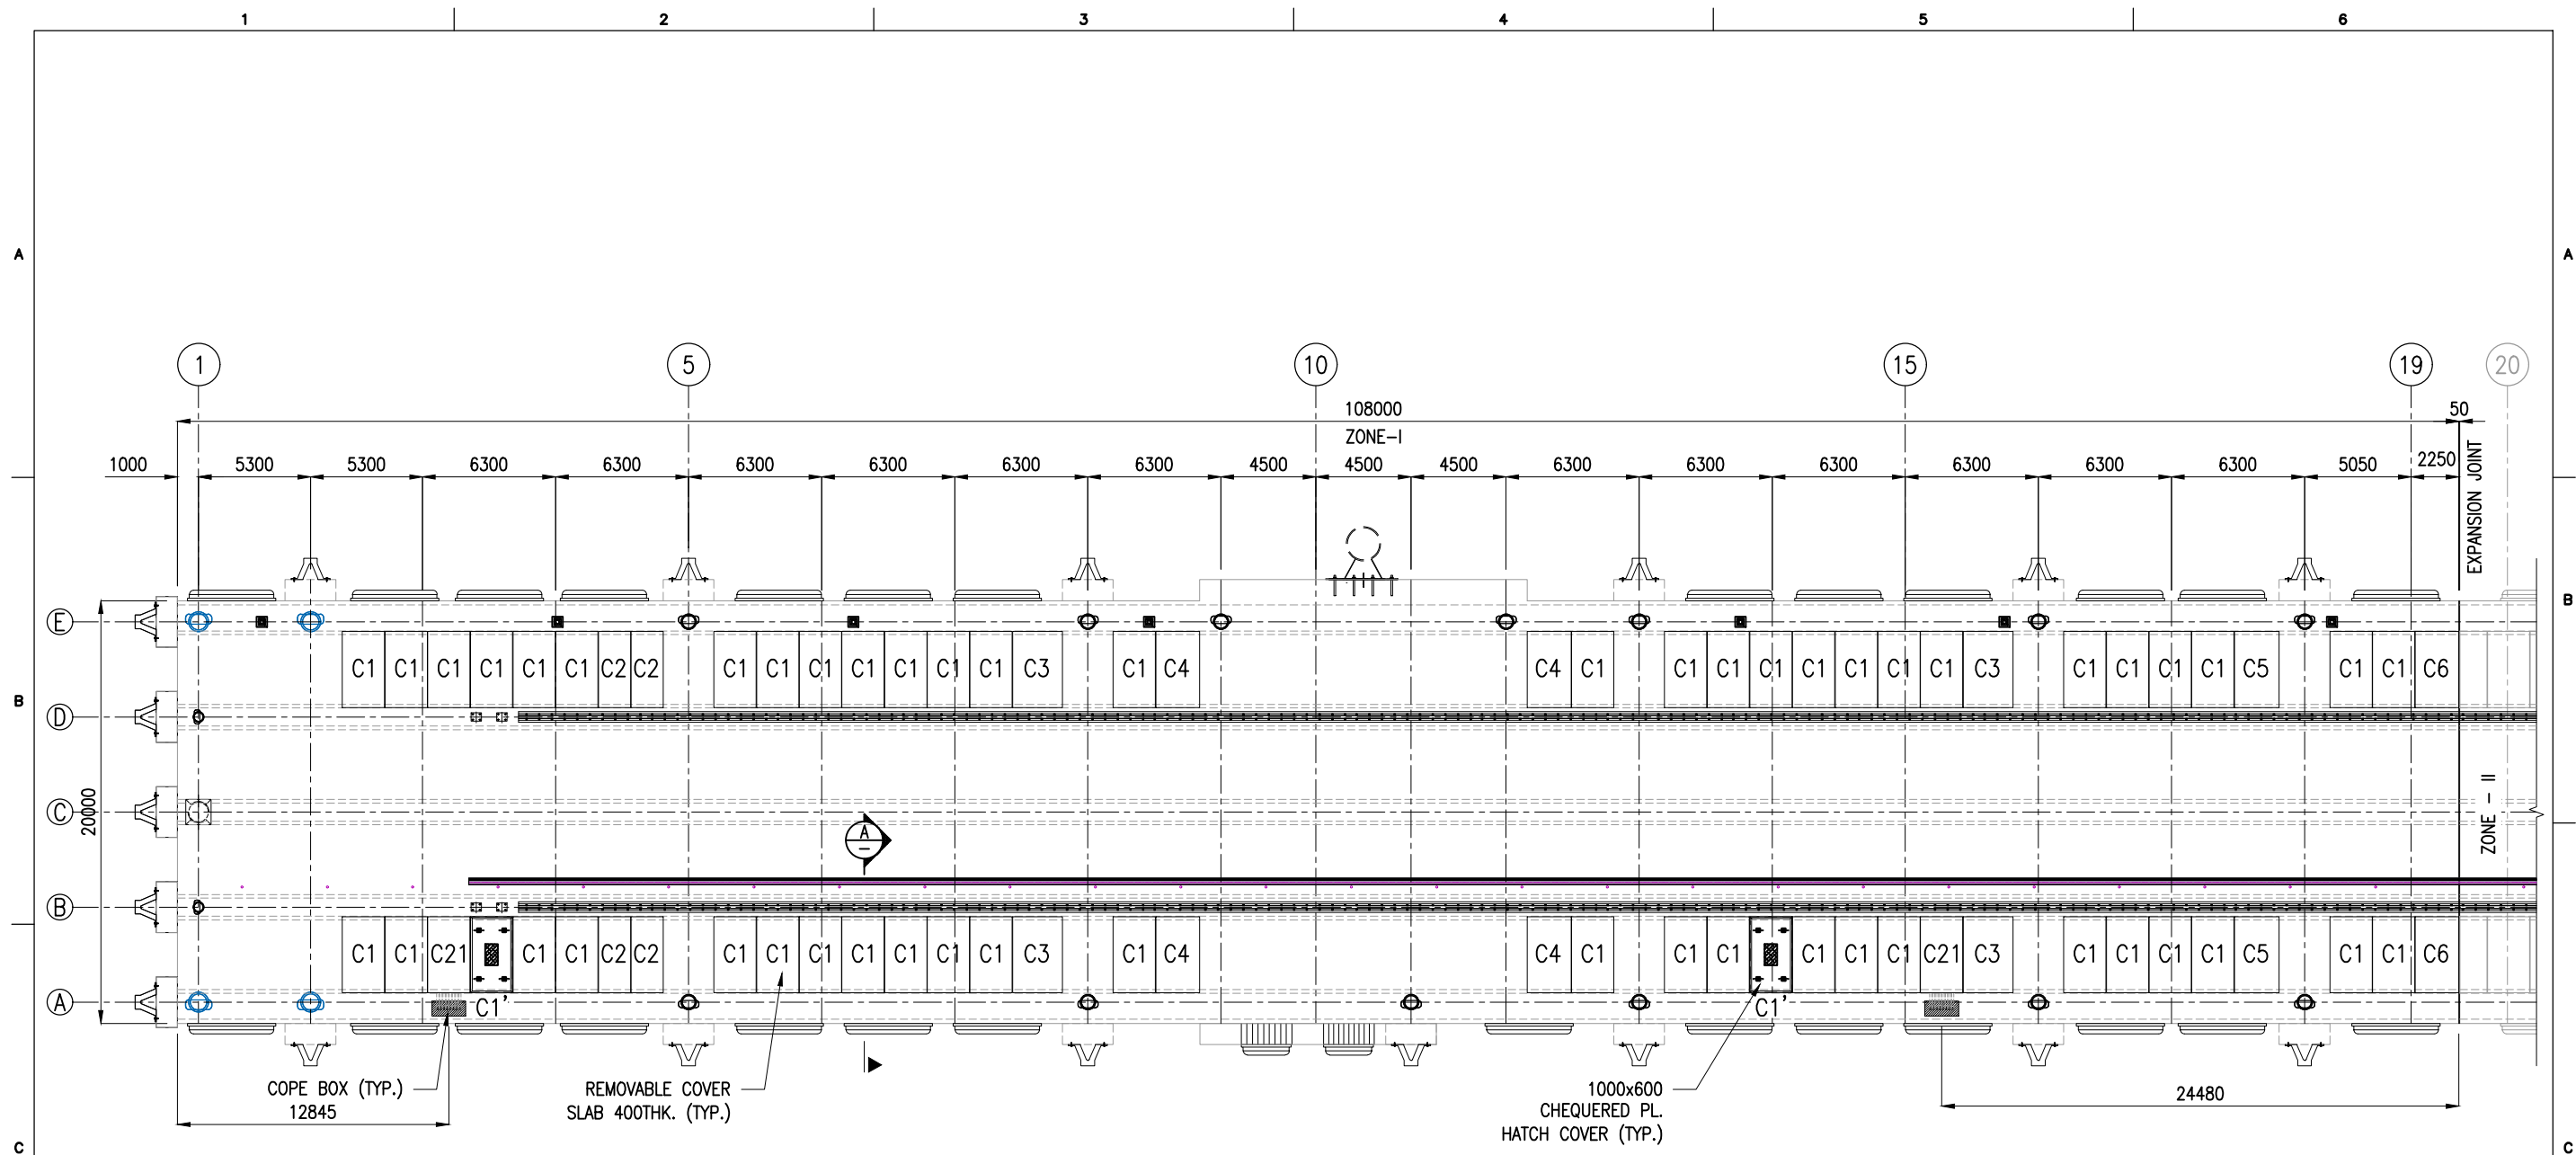 1 2 3 4 5 6
A A
1 5 10 15 19 20
108000 50
ZONE-I
1000 5300 5300 6300 6300 6300 6300 6300 6300 4500 4500 4500 6300 6300 6300 6300 6300 6300 5050 2250
EXPANSION JOINT
B
E
C1 C1 C1 C1 C1 C1 C2 C2 C1 C1 C1 C1 C1 C1 C1 C3 C1 C4 C4 C1 C1 C1 C1 C1 C1 C1 C1 C3 C1 C1 C1 C1 C5 C1 C1 C6
B
D
C
20000
A
–
ZONE - II
B
C1 C1 C21 C1 C1 C2 C2 C1 C1 C1 C1 C1 C1 C1 C3 C1 C4 C4 C1 C1 C1 C1 C1 C1 C21 C3 C1 C1 C1 C1 C5 C1 C1 C6
A
C1' C1'
COPE BOX (TYP.)
12845
REMOVABLE COVER
SLAB 400THK. (TYP.)
1000x600
CHEQUERED PL.
HATCH COVER (TYP.)
24480
C C